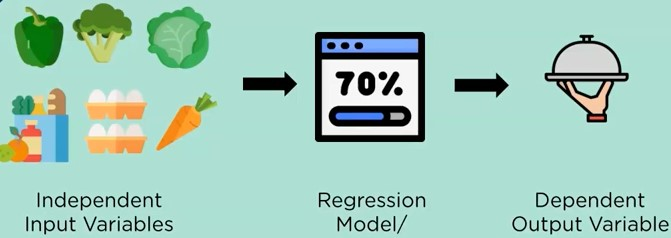 70%
Independent
Input Variables
Regression
Model/
Dependent
Output Variable